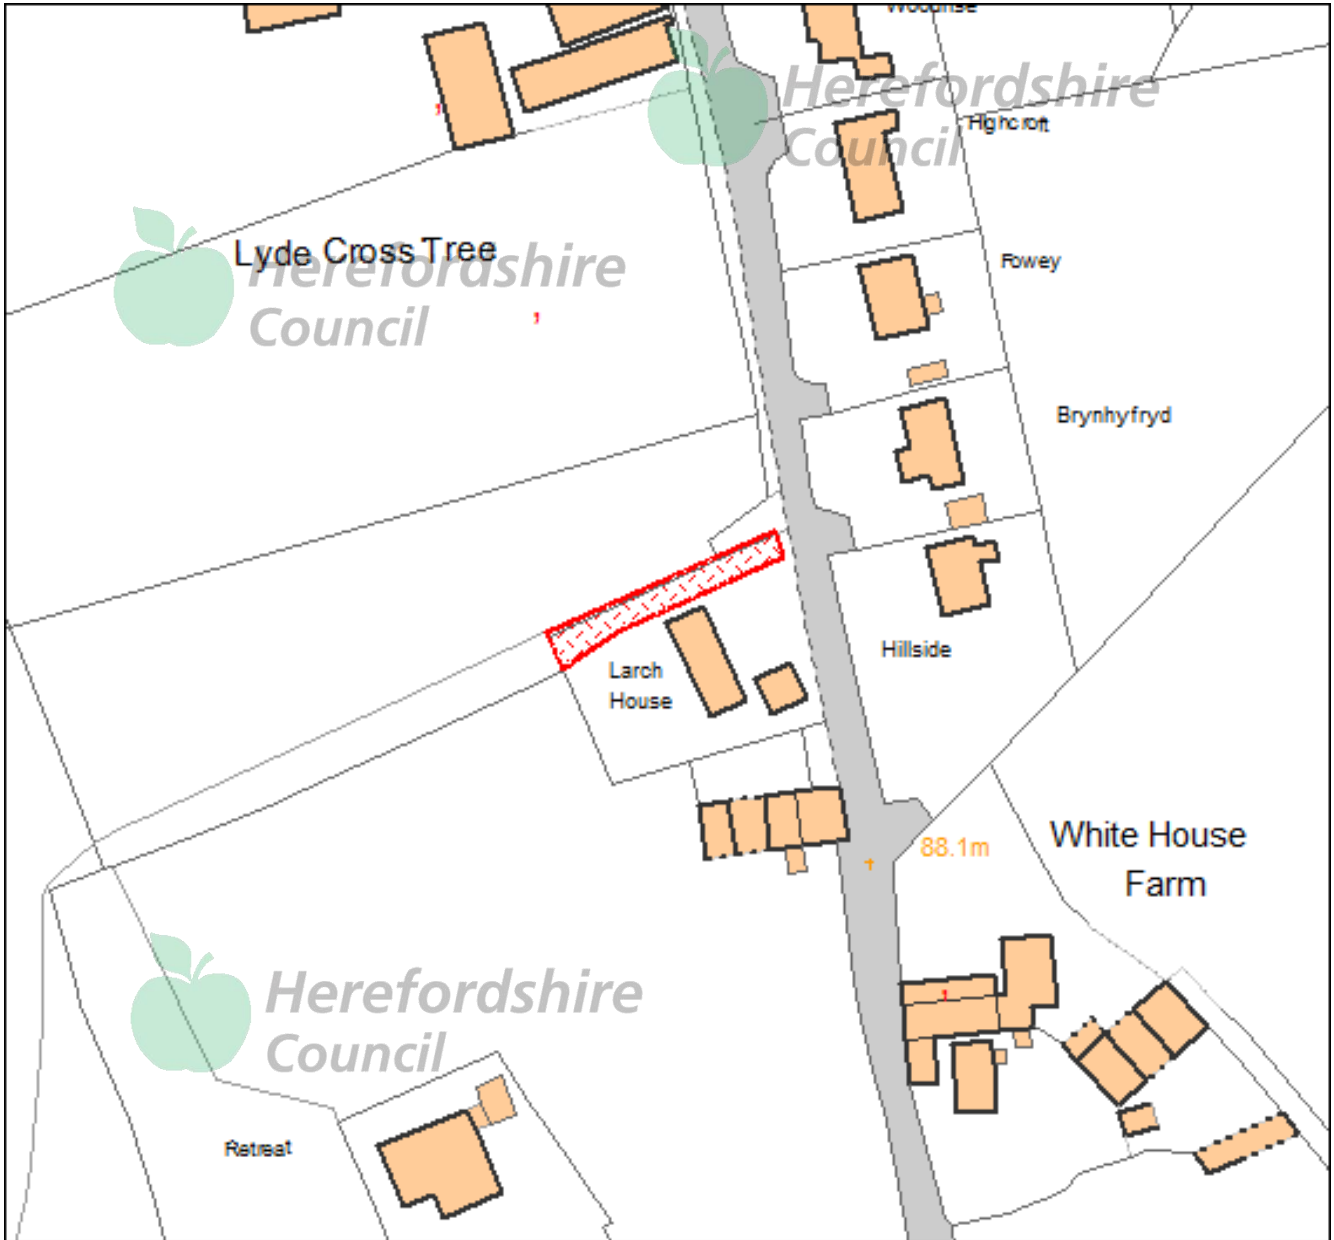 Woodrise
Herefordshire
Council
Highcroft
Lyde Cross Tree
Herefordshire
Council
Fowey
Brynhyfryd
Hillside
Larch
House
88.1m
White House
Farm
Herefordshire
Council
Retreat